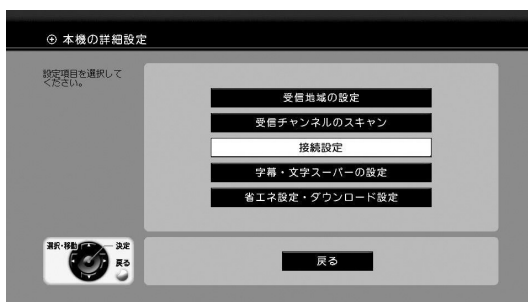 本機の詳細設定
設定項目を選択して
ください。
受信地域の設定
受信チャンネルのスキャン
接続設定
字幕・文字スーパーの設定
省エネ設定・ダウンロード設定
選択・移動
決定
戻る
戻る